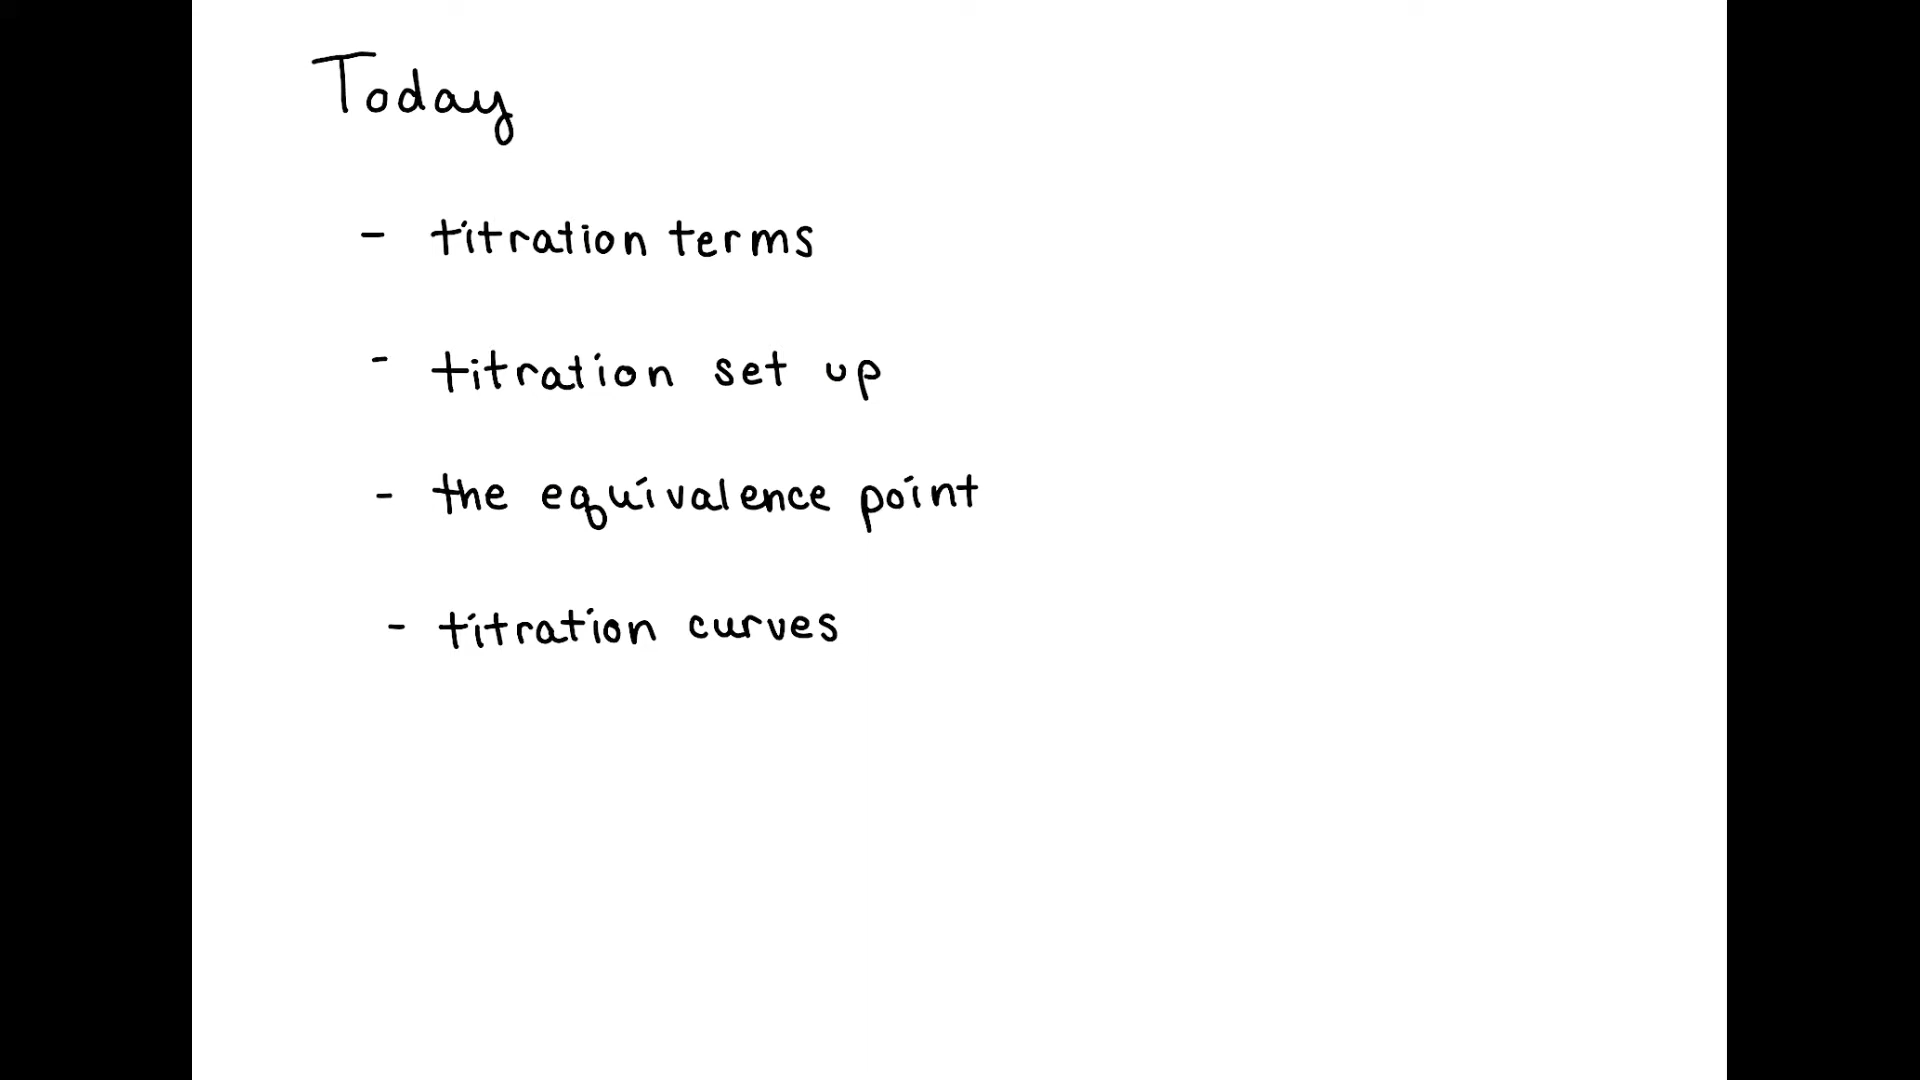 Today
- titration terms
- titration set up
- the equivalence point
- titration curves